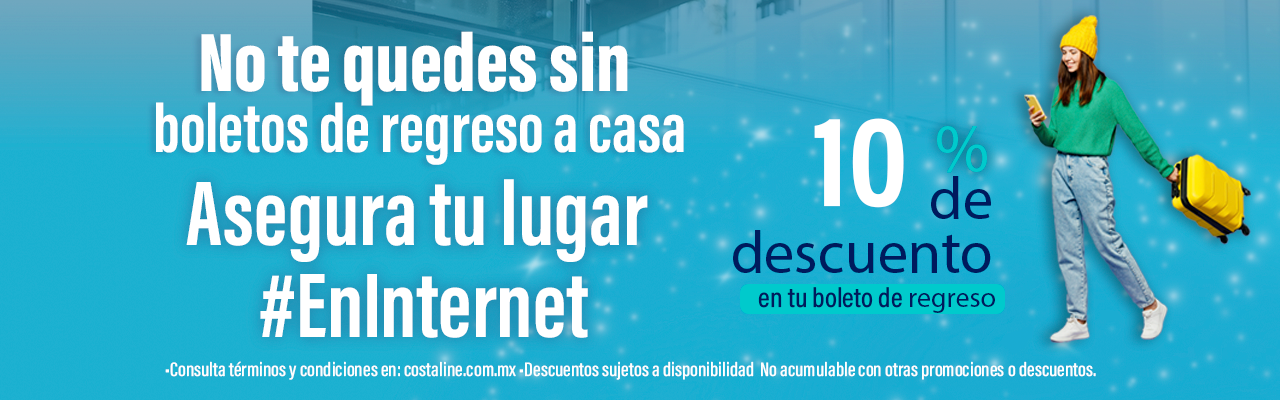 No te quedes sin
boletos de regreso a casa
Asegura tu lugar
#EnInternet
10 %
de
descuento
en tu boleto de regreso
•Consulta términos y condiciones en: costaline.com.mx •Descuentos sujetos a disponibilidad No acumulable con otras promociones o descuentos.